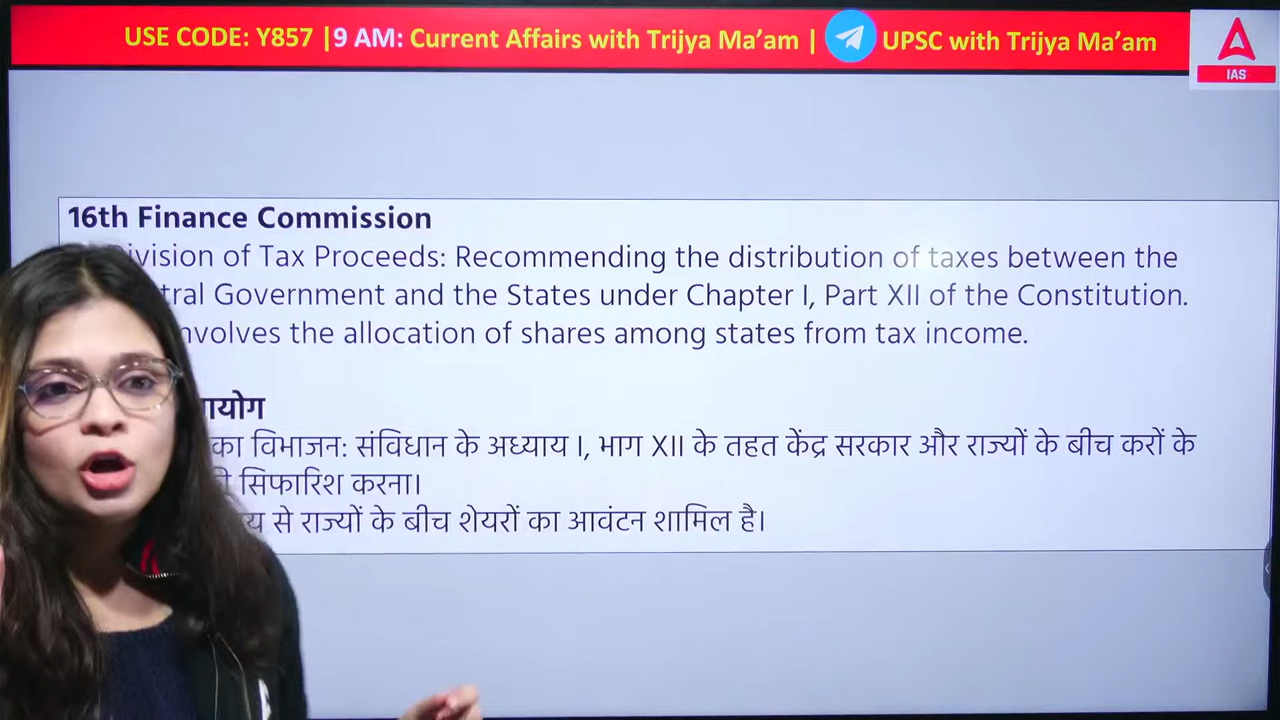 USE CODE: Y857 |9 AM: Current Affairs with Trijya Ma'am | UPSC with Trijya Ma'am
IAS
16th Finance Commission
of Tax Proceeds: Recommending the distribution of taxes between the
Government and the States under Chapter I, Part XII of the Constitution.
the allocation of shares among states from tax income.
का विभाजन: संविधान के अध्याय I, भाग XII के तहत केंद्र सरकार और राज्यों के बीच करों के
सिफारिश करना।
से राज्यों के बीच शेयरों का आवंटन शामिल है।